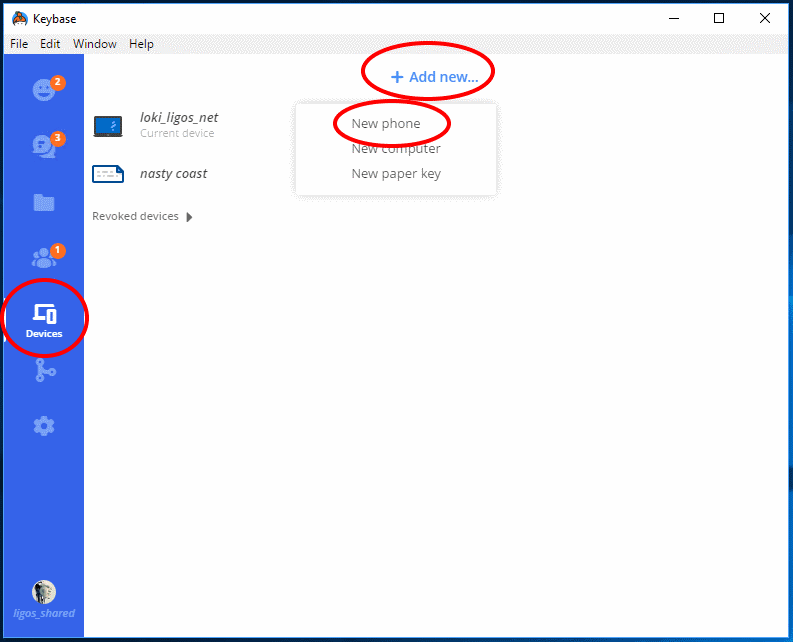 Keybase
File Edit Window Help
2
3
1
Devices
ligos_shared
+ Add new...
New phone
New computer
New paper key
loki_ligos_net
Current device
nasty coast
Revoked devices